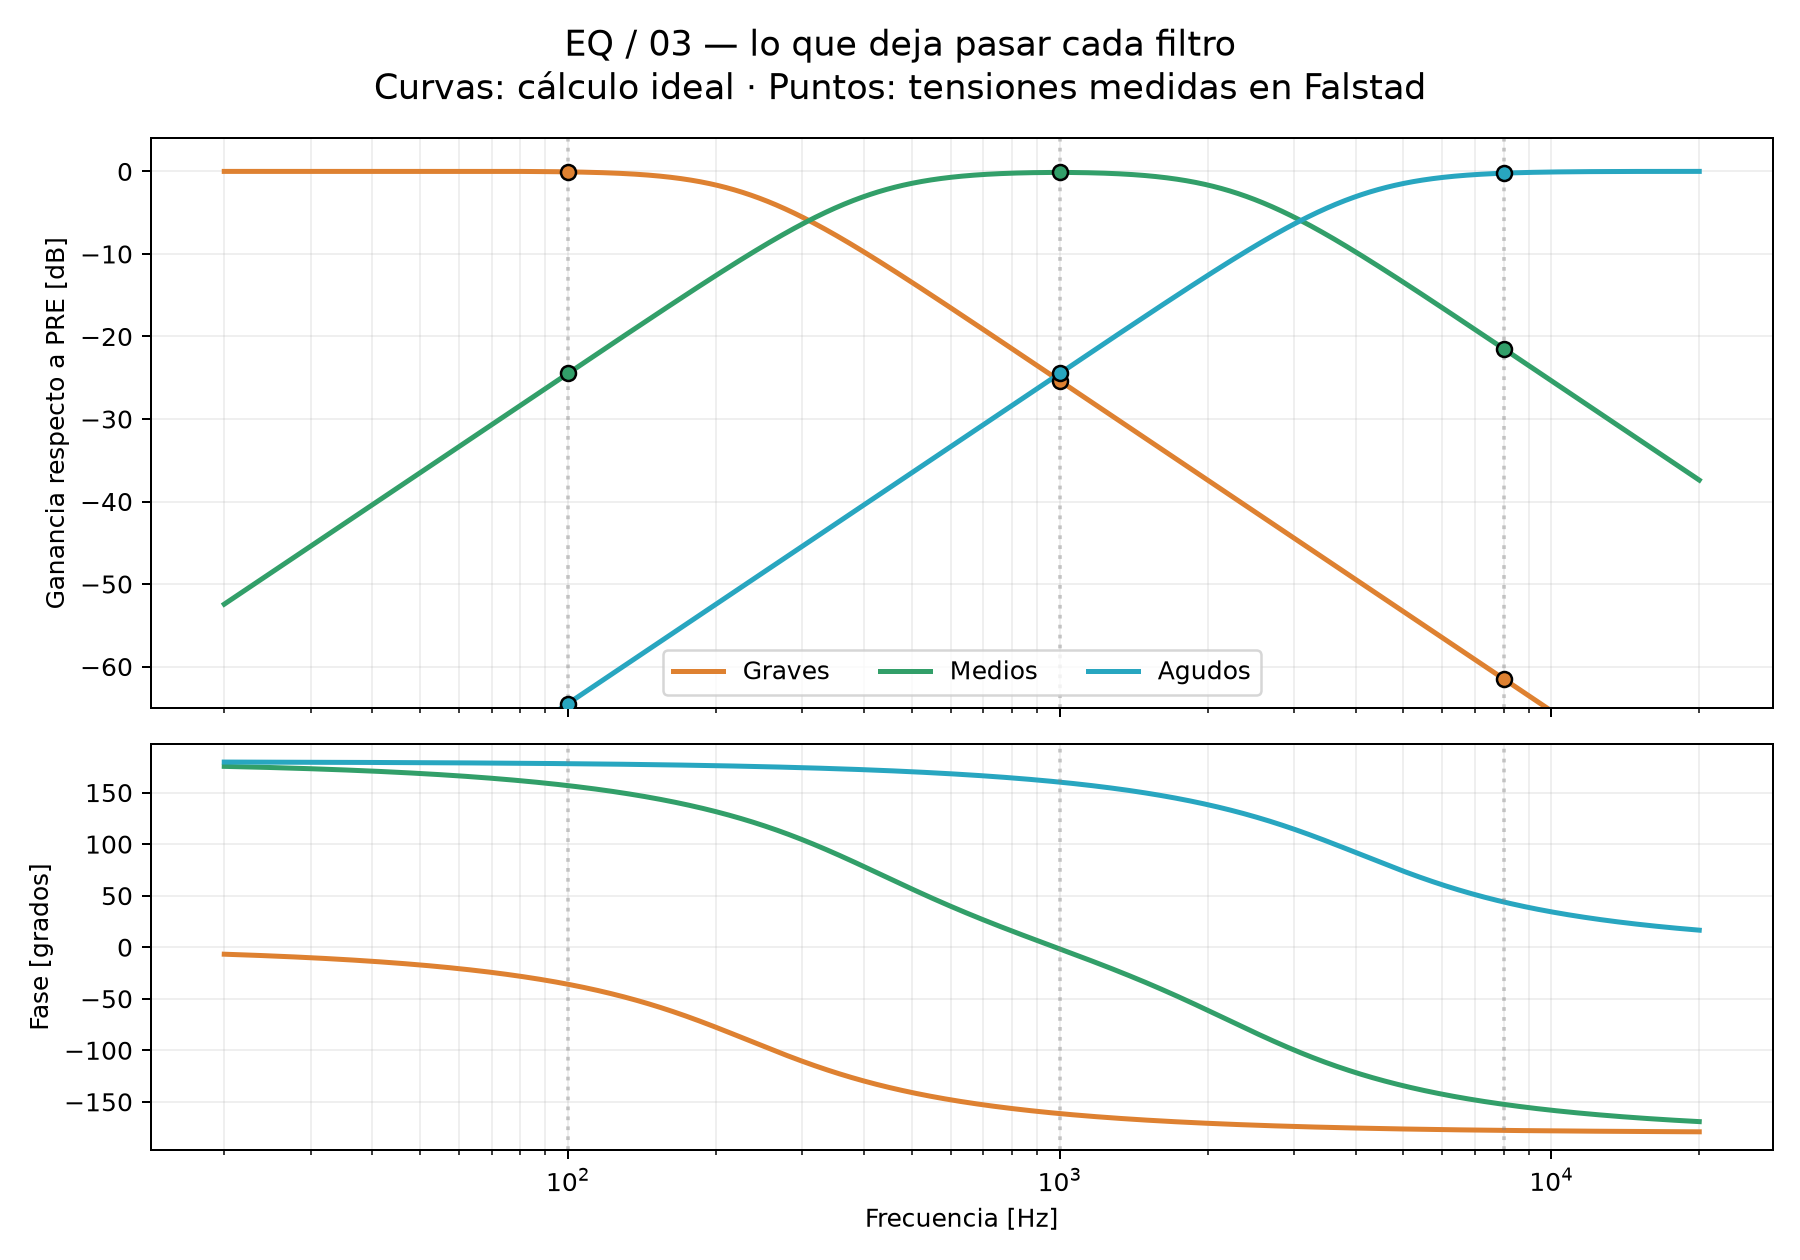 EQ / 03 — lo que deja pasar cada filtro
Curvas: cálculo ideal · Puntos: tensiones medidas en Falstad
Ganancia respecto a PRE [dB]
0
−10
−20
−30
−40
−50
−60
Graves Medios Agudos
Fase [grados]
150
100
50
0
−50
−100
−150
10² 10³ 10⁴
Frecuencia [Hz]